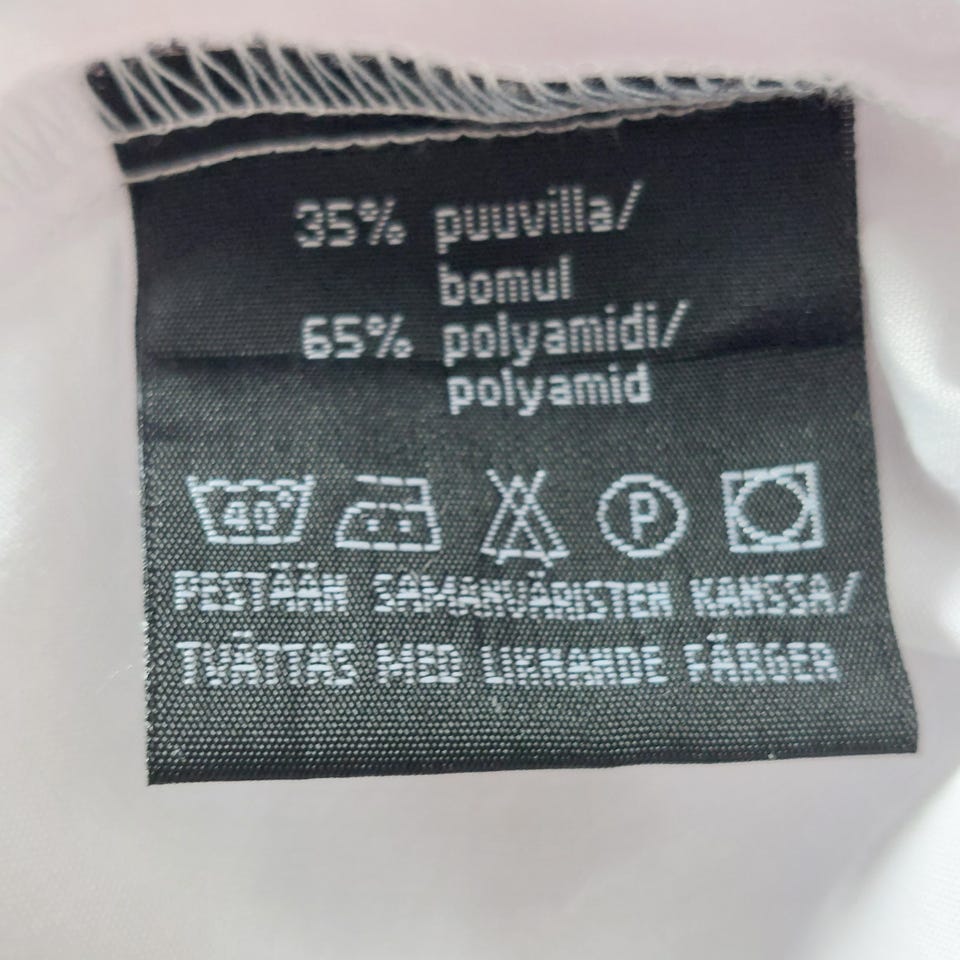 35% puuvilla/
bomul
65% polyamidi/
polyamid
40°
P
PESTÄÄN SAMANVÄRISTEN KANSSA/
TVÄTTAS MED LIKNANDE FÄRGER